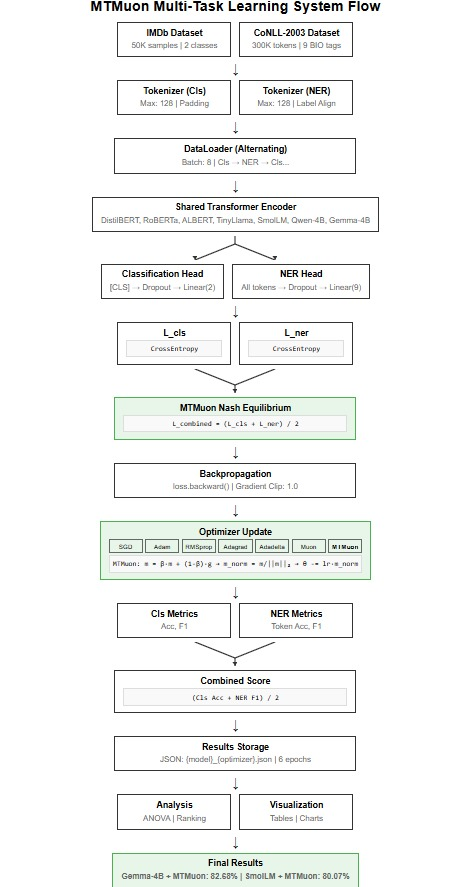 MTMuon Multi-Task Learning System Flow
IMDb Dataset
50K samples | 2 classes
CoNLL-2003 Dataset
300K tokens | 9 BIO tags
Tokenizer (Cls)
Max: 128 | Padding
Tokenizer (NER)
Max: 128 | Label Align
DataLoader (Alternating)
Batch: 8 | Cls → NER → Cls...
Shared Transformer Encoder
DistilBERT, RoBERTa, ALBERT, TinyLlama, SmolLM, Qwen-4B, Gemma-4B
Classification Head
[CLS] → Dropout → Linear(2)
NER Head
All tokens → Dropout → Linear(9)
L_cls
CrossEntropy
L_ner
CrossEntropy
MTMuon Nash Equilibrium
L_combined = (L_cls + L_ner) / 2
Backpropagation
loss.backward() | Gradient Clip: 1.0
Optimizer Update
SGD Adam RMSprop Adagrad Adadelta Muon MTMuon
MTMuon: m = β·m + (1-β)·g → m_norm = m/||m||₂ → θ -= lr·m_norm
Cls Metrics
Acc, F1
NER Metrics
Token Acc, F1
Combined Score
(Cls Acc + NER F1) / 2
Results Storage
JSON: {model}_{optimizer}.json | 6 epochs
Analysis
ANOVA | Ranking
Visualization
Tables | Charts
Final Results
Gemma-4B + MTMuon: 82.68% | SmolLM + MTMuon: 80.07%